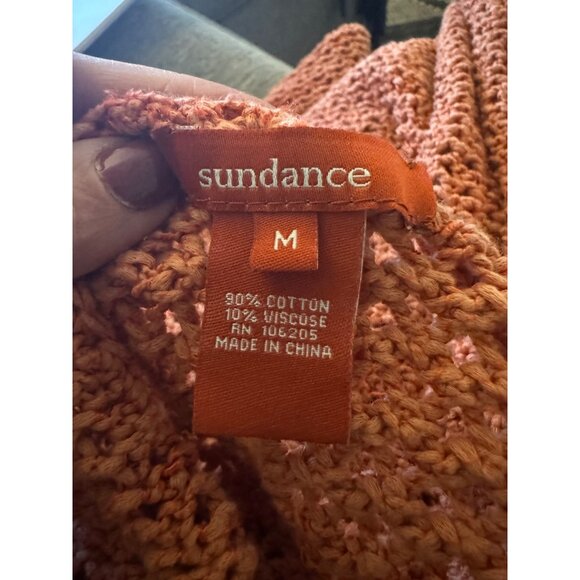 sundance
M
90% COTTON
10% VISCOSE
RN 106205
MADE IN CHINA